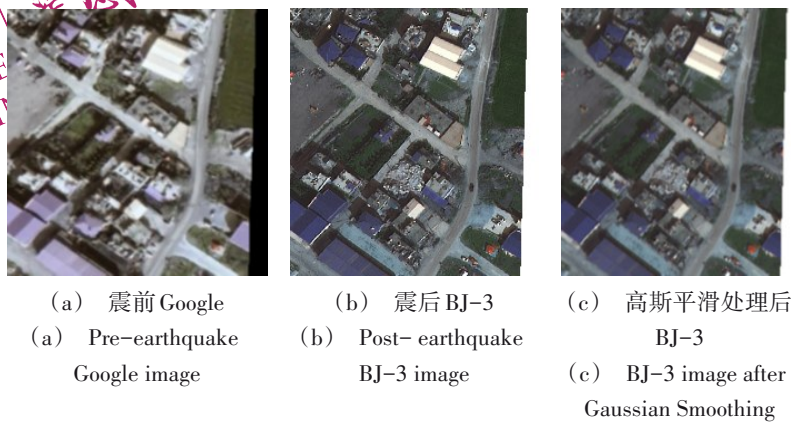 (a) 震前Google
(a) Pre-earthquake
Google image
(b) 震后BJ-3
(b) Post- earthquake
BJ-3 image
(c) 高斯平滑处理后
BJ-3
(c) BJ-3 image after
Gaussian Smoothing